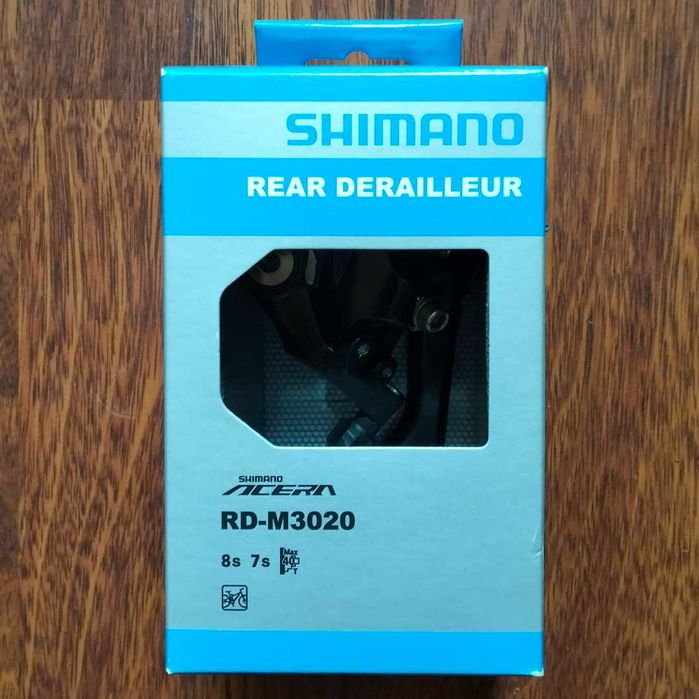 SHIMANO
REAR DERAILLEUR
SHIMANO
ACERA
RD-M3020
8s 7s Max
40
T